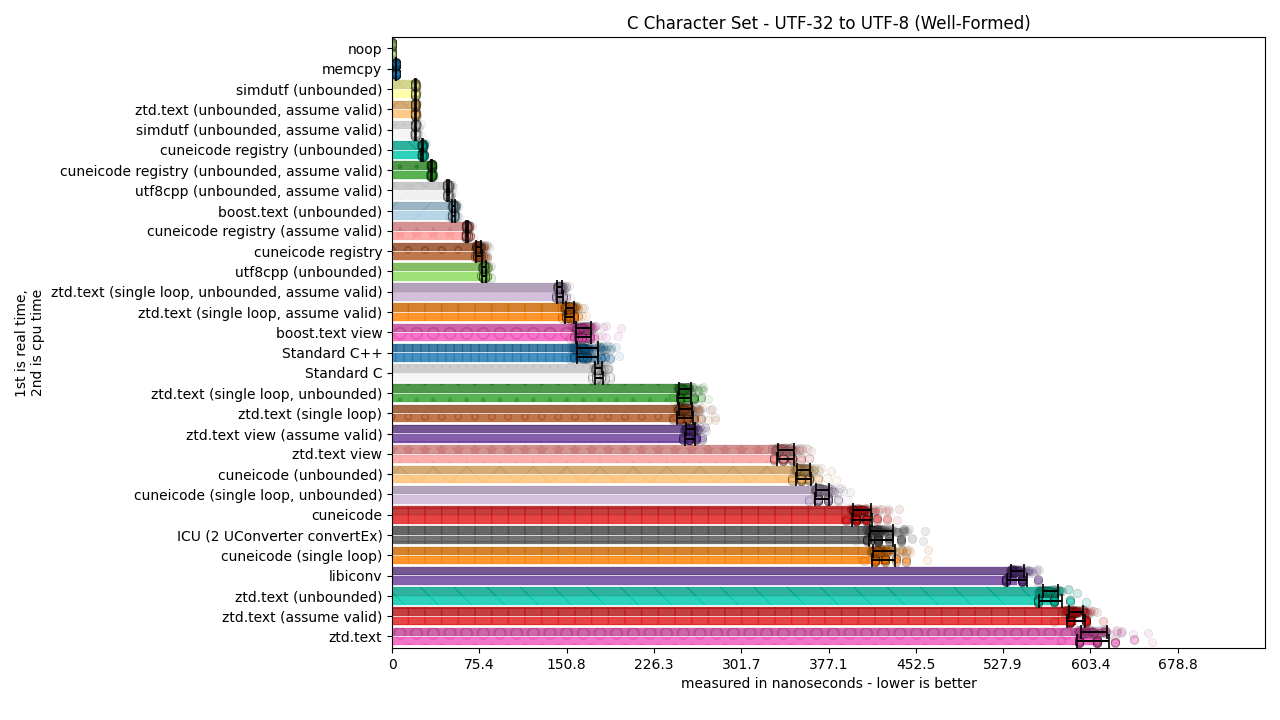 C Character Set - UTF-32 to UTF-8 (Well-Formed)
noop
memcpy
simdutf (unbounded)
ztd.text (unbounded, assume valid)
simdutf (unbounded, assume valid)
cuneicode registry (unbounded)
cuneicode registry (unbounded, assume valid)
utf8cpp (unbounded, assume valid)
boost.text (unbounded)
cuneicode registry (assume valid)
cuneicode registry
utf8cpp (unbounded)
ztd.text (single loop, unbounded, assume valid)
ztd.text (single loop, assume valid)
boost.text view
Standard C++
Standard C
ztd.text (single loop, unbounded)
ztd.text (single loop)
ztd.text view (assume valid)
ztd.text view
cuneicode (unbounded)
cuneicode (single loop, unbounded)
cuneicode
ICU (2 UConverter convertEx)
cuneicode (single loop)
libiconv
ztd.text (unbounded)
ztd.text (assume valid)
ztd.text
1st is real time,
2nd is cpu time
0 75.4 150.8 226.3 301.7 377.1 452.5 527.9 603.4 678.8
measured in nanoseconds - lower is better